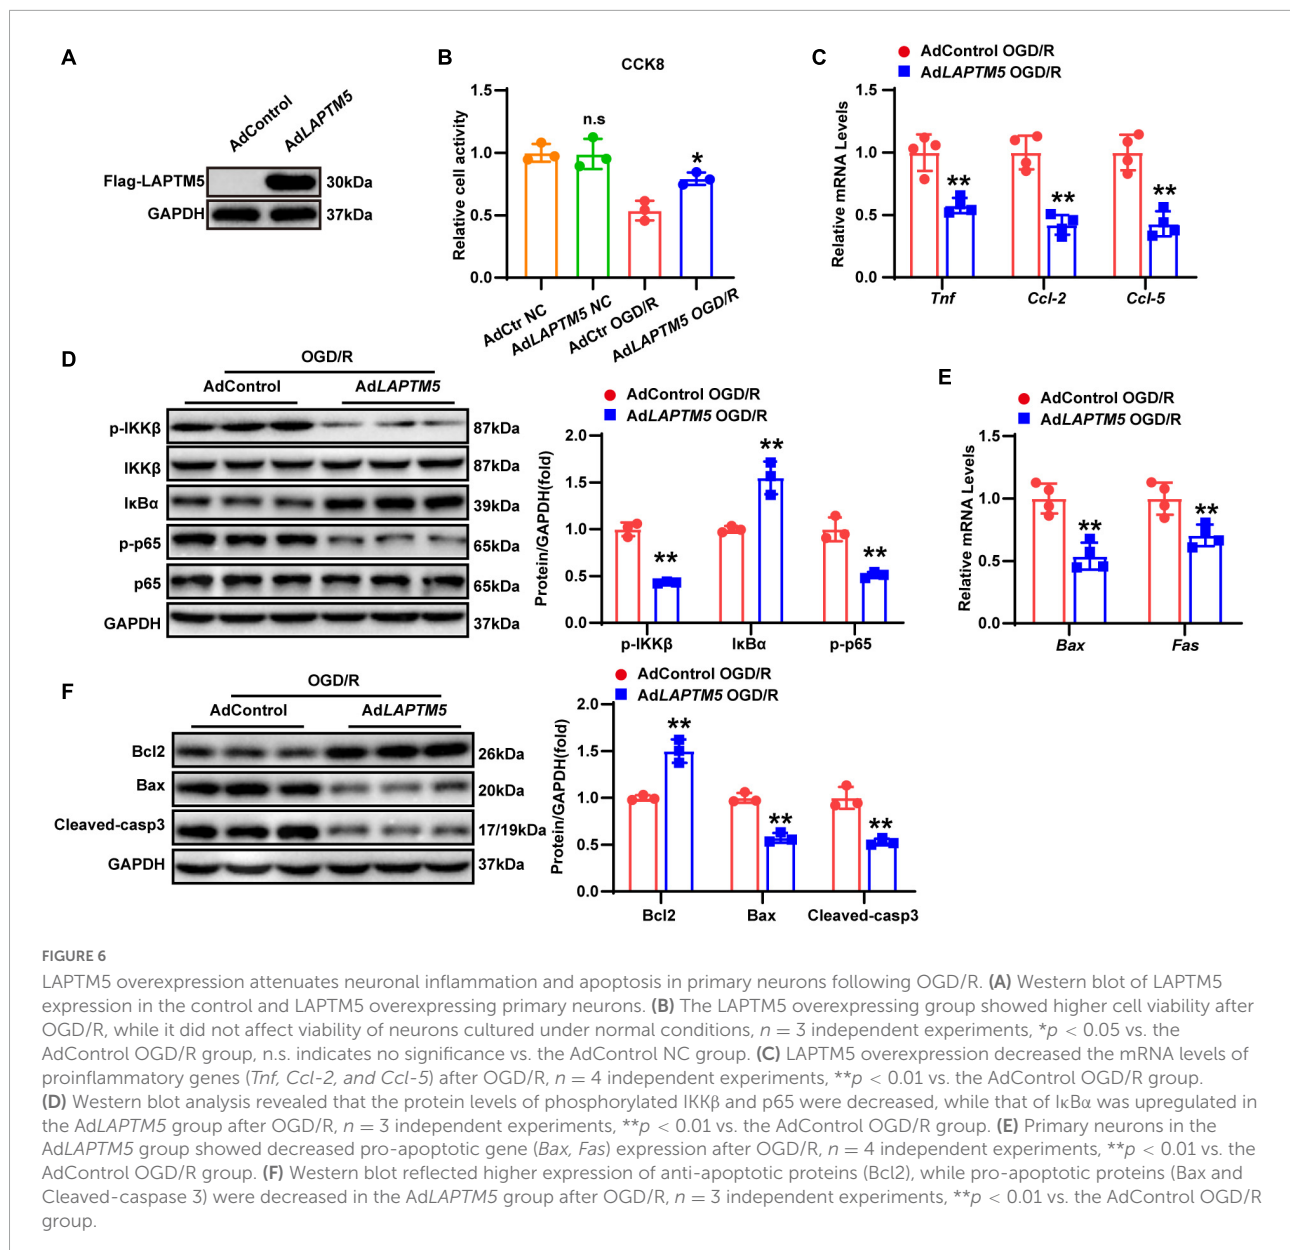 A
AdControl
AdLAPTM5
Flag-LAPTM5
30kDa
GAPDH
37kDa
B
CCK8
Relative cell activity
1.5
1.0
0.5
0.0
n.s
*
AdCtr NC
AdLAPTM5 NC
AdCtr OGD/R
AdLAPTM5 OGD/R
C
AdControl OGD/R
AdLAPTM5 OGD/R
Relative mRNA Levels
1.5
1.0
0.5
0.0
**
**
**
Tnf
Ccl-2
Ccl-5
D
OGD/R
AdControl
AdLAPTM5
p-IKKβ
87kDa
IKKβ
87kDa
IκBα
39kDa
p-p65
65kDa
p65
65kDa
GAPDH
37kDa
AdControl OGD/R
AdLAPTM5 OGD/R
Protein/GAPDH(fold)
2.0
1.5
1.0
0.5
0.0
**
**
**
p-IKKβ
IκBα
p-p65
E
AdControl OGD/R
AdLAPTM5 OGD/R
Relative mRNA Levels
1.5
1.0
0.5
0.0
**
**
Bax
Fas
F
OGD/R
AdControl
AdLAPTM5
Bcl2
26kDa
Bax
20kDa
Cleaved-casp3
17/19kDa
GAPDH
37kDa
AdControl OGD/R
AdLAPTM5 OGD/R
Protein/GAPDH(fold)
2.0
1.5
1.0
0.5
0.0
**
**
**
Bcl2
Bax
Cleaved-casp3
FIGURE 6
LAPTM5 overexpression attenuates neuronal inflammation and apoptosis in primary neurons following OGD/R. (A) Western blot of LAPTM5
expression in the control and LAPTM5 overexpressing primary neurons. (B) The LAPTM5 overexpressing group showed higher cell viability after
OGD/R, while it did not affect viability of neurons cultured under normal conditions, n = 3 independent experiments, *p < 0.05 vs. the
AdControl OGD/R group, n.s. indicates no significance vs. the AdControl NC group. (C) LAPTM5 overexpression decreased the mRNA levels of
proinflammatory genes (Tnf, Ccl-2, and Ccl-5) after OGD/R, n = 4 independent experiments, **p < 0.01 vs. the AdControl OGD/R group.
(D) Western blot analysis revealed that the protein levels of phosphorylated IKKβ and p65 were decreased, while that of IκBα was upregulated in
the AdLAPTM5 group after OGD/R, n = 3 independent experiments, **p < 0.01 vs. the AdControl OGD/R group. (E) Primary neurons in the
AdLAPTM5 group showed decreased pro-apoptotic gene (Bax, Fas) expression after OGD/R, n = 4 independent experiments, **p < 0.01 vs. the
AdControl OGD/R group. (F) Western blot reflected higher expression of anti-apoptotic proteins (Bcl2), while pro-apoptotic proteins (Bax and
Cleaved-caspase 3) were decreased in the AdLAPTM5 group after OGD/R, n = 3 independent experiments, **p < 0.01 vs. the AdControl OGD/R
group.